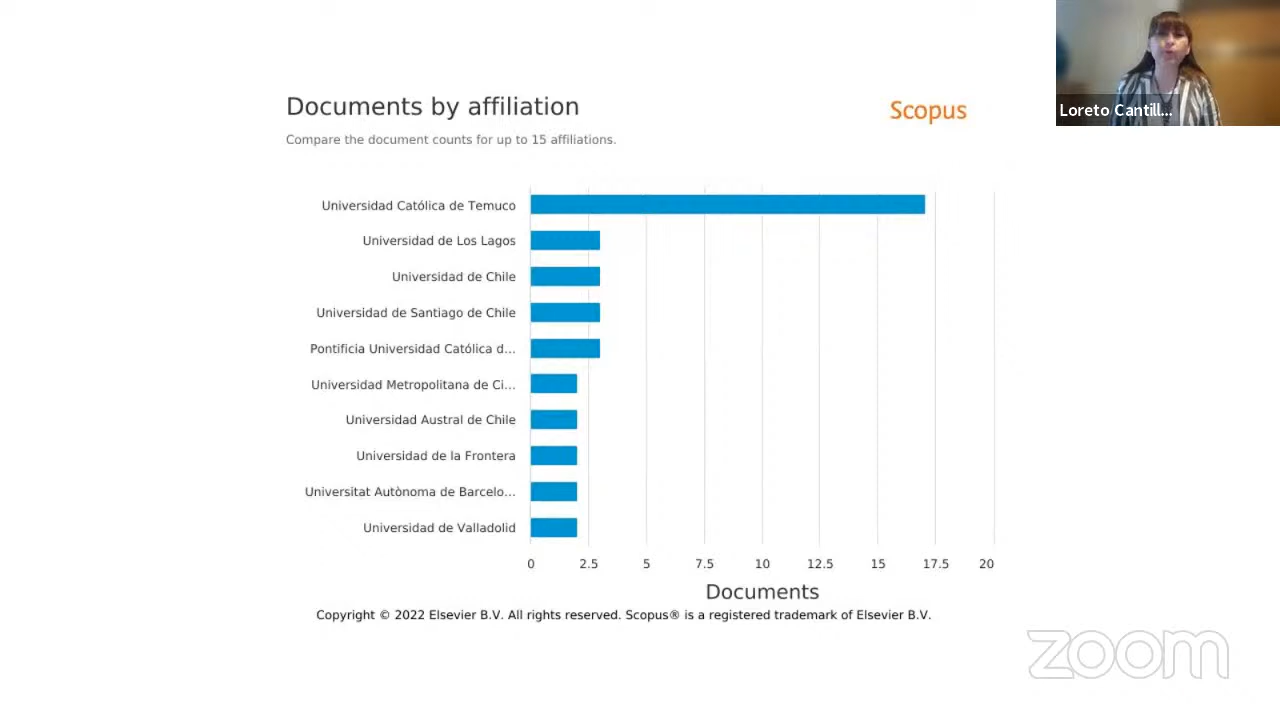 Documents by affiliation
Scopus
Compare the document counts for up to 15 affiliations.
Loreto Cantill...
Universidad Católica de Temuco
Universidad de Los Lagos
Universidad de Chile
Universidad de Santiago de Chile
Pontificia Universidad Católica d...
Universidad Metropolitana de Ci...
Universidad Austral de Chile
Universidad de la Frontera
Universitat Autònoma de Barcelo...
Universidad de Valladolid
0 2.5 5 7.5 10 12.5 15 17.5 20
Documents
Copyright © 2022 Elsevier B.V. All rights reserved. Scopus® is a registered trademark of Elsevier B.V.
zoom